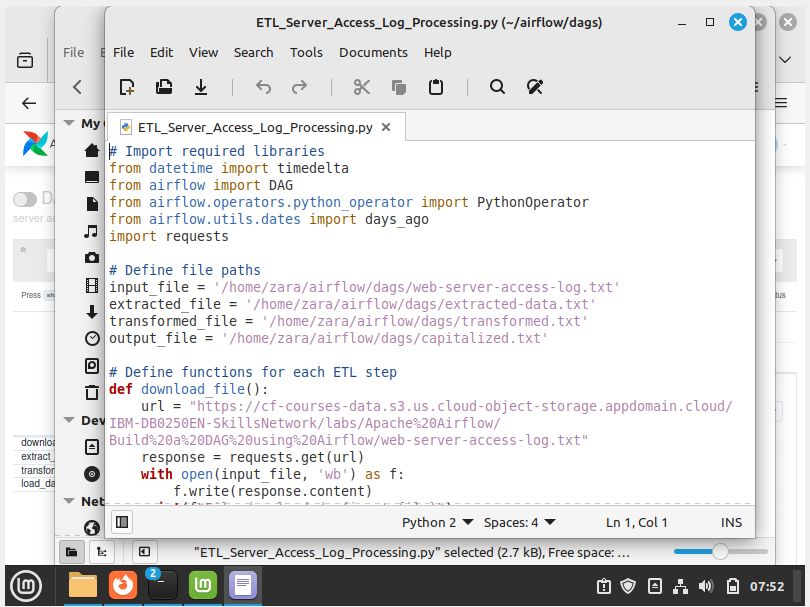 ETL_Server_Access_Log_Processing.py (~/airflow/dags)
File
File Edit View Search Tools Documents Help
ETL_Server_Access_Log_Processing.py
My
# Import required libraries
from datetime import timedelta
from airflow import DAG
from airflow.operators.python_operator import PythonOperator
from airflow.utils.dates import days_ago
import requests
# Define file paths
input_file = '/home/zara/airflow/dags/web-server-access-log.txt'
extracted_file = '/home/zara/airflow/dags/extracted-data.txt'
transformed_file = '/home/zara/airflow/dags/transformed.txt'
output_file = '/home/zara/airflow/dags/capitalized.txt'
# Define functions for each ETL step
def download_file():
url = "https://cf-courses-data.s3.us.cloud-object-storage.appdomain.cloud/
IBM-DB0250EN-SkillsNetwork/labs/Apache%20Airflow/
Build%20a%20DAG%20using%20Airflow/web-server-access-log.txt"
response = requests.get(url)
with open(input_file, 'wb') as f:
f.write(response.content)
server
Press
Dev
extract_
load_da
Net
Python 2 Spaces: 4 Ln 1, Col 1 INS
"ETL_Server_Access_Log_Processing.py" selected (2.7 kB), Free space: ...
2
07:52